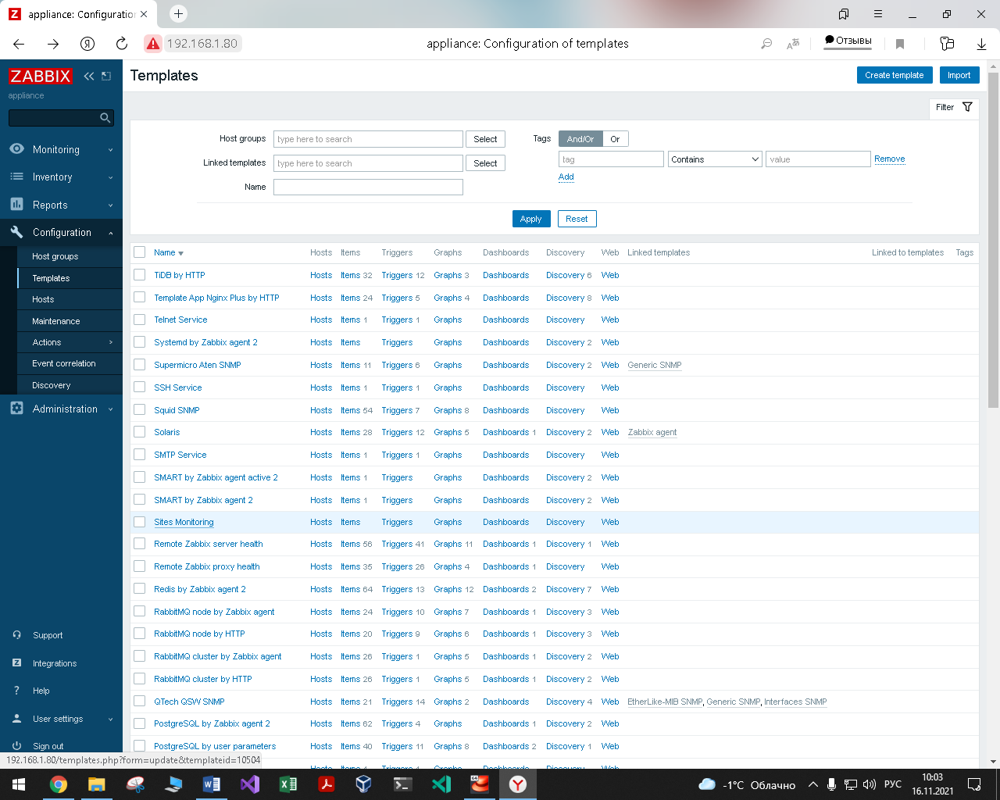 appliance: Configuration
192.168.1.80
appliance: Configuration of templates
Отзывы
ZABBIX
appliance
Monitoring
Inventory
Reports
Configuration
Host groups
Templates
Hosts
Maintenance
Actions
Event correlation
Discovery
Administration
Support
Integrations
Help
User settings
Sign out
Templates
Create template Import
Filter
Host groups type here to search Select Tags And/Or Or
Linked templates type here to search Select tag Contains value Remove
Add
Name
Apply Reset
Name Hosts Items Triggers Graphs Dashboards Discovery Web Linked templates Linked to templates Tags
TiDB by HTTP Hosts Items 32 Triggers 12 Graphs 3 Dashboards Discovery 6 Web
Template App Nginx Plus by HTTP Hosts Items 24 Triggers 5 Graphs 4 Dashboards Discovery 8 Web
Telnet Service Hosts Items 1 Triggers 1 Graphs Dashboards Discovery Web
Systemd by Zabbix agent 2 Hosts Items Triggers Graphs Dashboards Discovery 2 Web
Supermicro Aten SNMP Hosts Items 11 Triggers 6 Graphs Dashboards Discovery 2 Web Generic SNMP
SSH Service Hosts Items 1 Triggers 1 Graphs Dashboards Discovery Web
Squid SNMP Hosts Items 54 Triggers 7 Graphs 8 Dashboards Discovery Web
Solaris Hosts Items 28 Triggers 12 Graphs 5 Dashboards 1 Discovery 2 Web Zabbix agent
SMTP Service Hosts Items 1 Triggers 1 Graphs Dashboards Discovery Web
SMART by Zabbix agent active 2 Hosts Items 1 Triggers Graphs Dashboards Discovery 2 Web
SMART by Zabbix agent 2 Hosts Items 1 Triggers Graphs Dashboards Discovery 2 Web
Sites Monitoring Hosts Items Triggers Graphs Dashboards Discovery Web
Remote Zabbix server health Hosts Items 56 Triggers 41 Graphs 11 Dashboards 1 Discovery 1 Web
Remote Zabbix proxy health Hosts Items 35 Triggers 26 Graphs 4 Dashboards 1 Discovery Web
Redis by Zabbix agent 2 Hosts Items 64 Triggers 13 Graphs 12 Dashboards 2 Discovery 7 Web
RabbitMQ node by Zabbix agent Hosts Items 24 Triggers 10 Graphs 7 Dashboards 1 Discovery 3 Web
RabbitMQ node by HTTP Hosts Items 20 Triggers 9 Graphs 6 Dashboards 1 Discovery 3 Web
RabbitMQ cluster by Zabbix agent Hosts Items 26 Triggers 1 Graphs 5 Dashboards 1 Discovery 2 Web
RabbitMQ cluster by HTTP Hosts Items 26 Triggers 1 Graphs 5 Dashboards 1 Discovery 2 Web
QTech QSW SNMP Hosts Items 21 Triggers 14 Graphs 2 Dashboards Discovery 4 Web EtherLike-MIB SNMP, Generic SNMP, Interfaces SNMP
PostgreSQL by Zabbix agent 2 Hosts Items 62 Triggers 4 Graphs Dashboards 1 Discovery 2 Web
PostgreSQL by user parameters Hosts Items 40 Triggers 11 Graphs 8 Dashboards 2 Discovery 1 Web
192.168.1.80/templates.php?form=update&templateid=10504
-1°C Облачно
РУС
10:03
16.11.2021